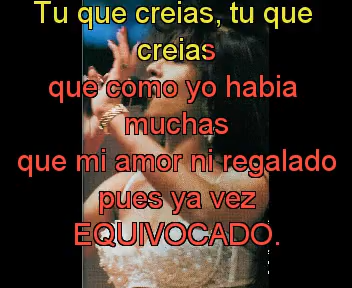 Tu que creias, tu que
creias
que como yo habia
muchas
que mi amor ni regalado
pues ya vez
EQUIVOCADO.